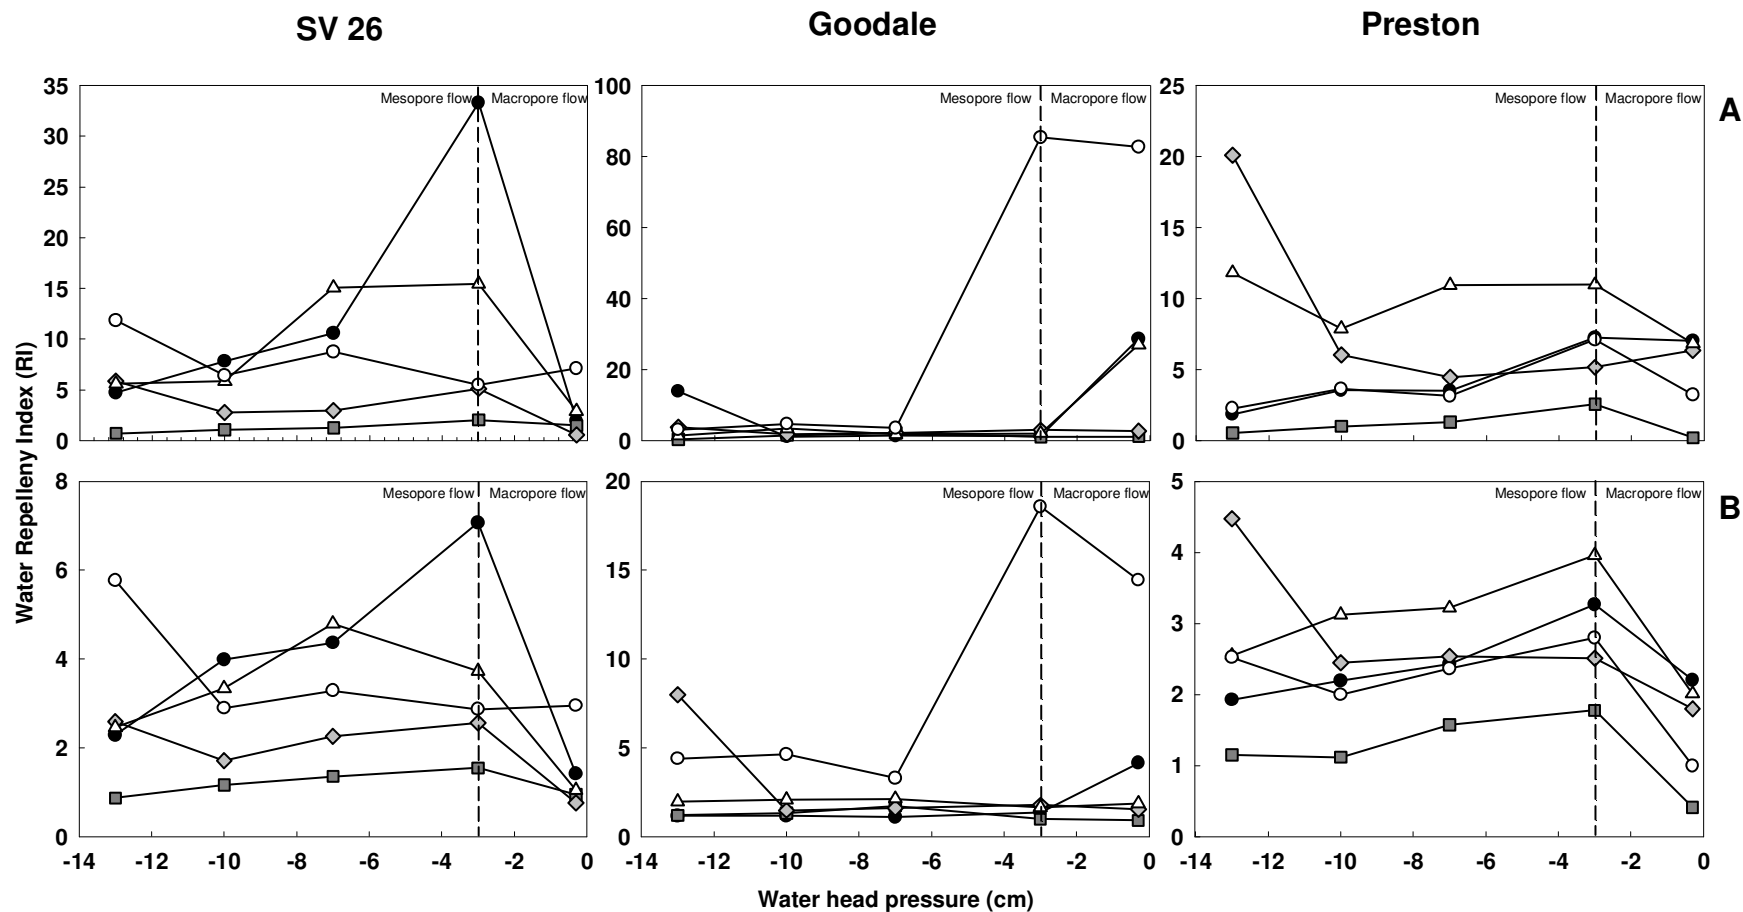 SV 26 Goodale Preston
35 100 25
Mesopore flow Macropore flow Mesopore flow Macropore flow Mesopore flow Macropore flow
A
30 80 20
25 60 15
20 40 10
15 20 5
10 0 0
5
0
Water Repelleny Index (RI)
8 20 5
Mesopore flow Macropore flow Mesopore flow Macropore flow Mesopore flow Macropore flow
B
6 15 4
4 10 3
2 5 2
0 0 1
0
-14 -12 -10 -8 -6 -4 -2 0 -14 -12 -10 -8 -6 -4 -2 0 -14 -12 -10 -8 -6 -4 -2 0
Water head pressure (cm)